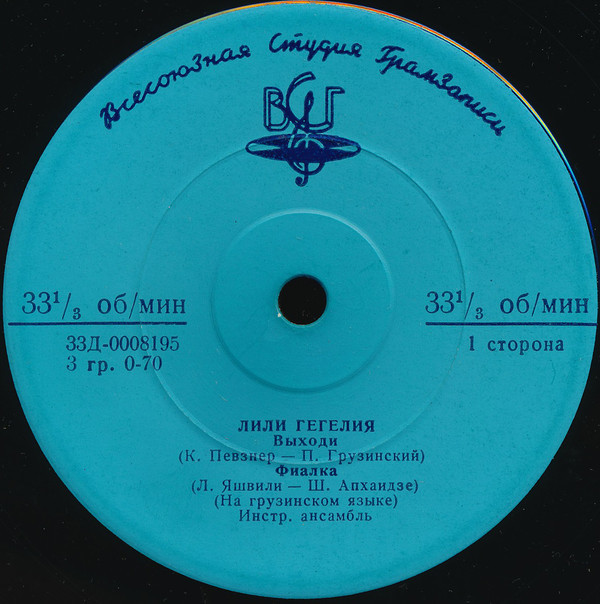 Всесоюзная Студия Грамзаписи
ВСГ
33¹/₃ об/мин
33Д-0008195
3 гр. 0-70
33¹/₃ об/мин
1 сторона
ЛИЛИ ГЕГЕЛИЯ
Выходи
(К. Певзнер — П. Грузинский)
Фиалка
(Л. Яшвили — Ш. Апхаидзе)
(На грузинском языке)
Инстр. ансамбль